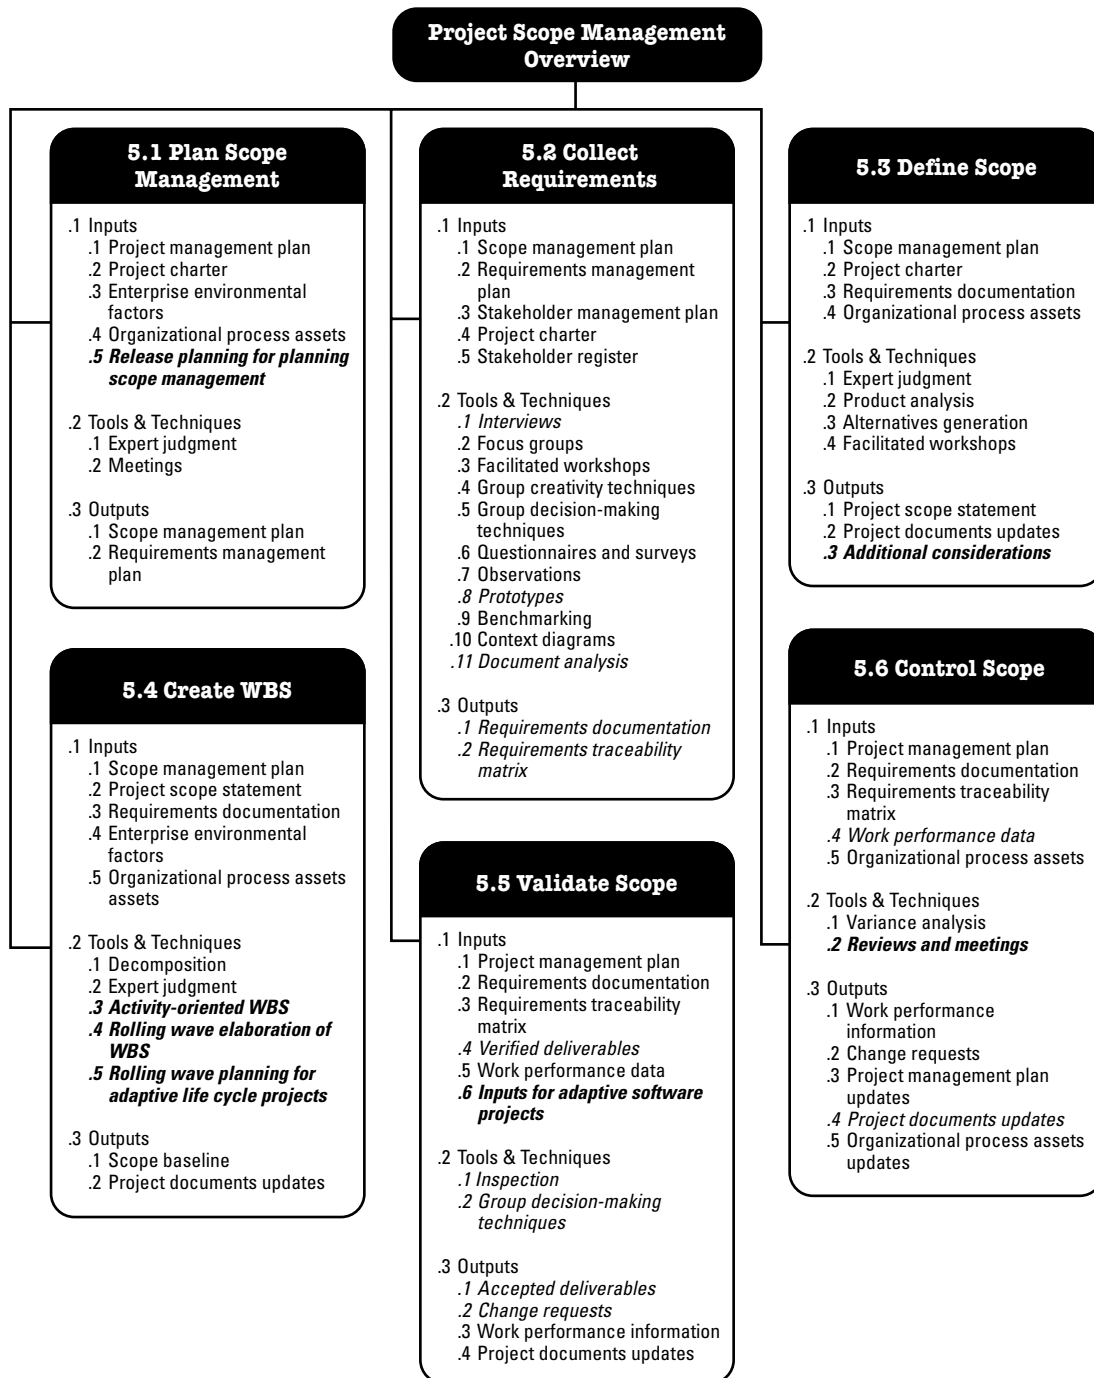 Project Scope Management
Overview
5.1 Plan Scope
Management
.1 Inputs
.1 Project management plan
.2 Project charter
.3 Enterprise environmental
factors
.4 Organizational process assets
.5 Release planning for planning
scope management
.2 Tools & Techniques
.1 Expert judgment
.2 Meetings
.3 Outputs
.1 Scope management plan
.2 Requirements management
plan
5.2 Collect
Requirements
.1 Inputs
.1 Scope management plan
.2 Requirements management
plan
.3 Stakeholder management plan
.4 Project charter
.5 Stakeholder register
.2 Tools & Techniques
.1 Interviews
.2 Focus groups
.3 Facilitated workshops
.4 Group creativity techniques
.5 Group decision-making
techniques
.6 Questionnaires and surveys
.7 Observations
.8 Prototypes
.9 Benchmarking
.10 Context diagrams
.11 Document analysis
.3 Outputs
.1 Requirements documentation
.2 Requirements traceability
matrix
5.3 Define Scope
.1 Inputs
.1 Scope management plan
.2 Project charter
.3 Requirements documentation
.4 Organizational process assets
.2 Tools & Techniques
.1 Expert judgment
.2 Product analysis
.3 Alternatives generation
.4 Facilitated workshops
.3 Outputs
.1 Project scope statement
.2 Project documents updates
.3 Additional considerations
5.4 Create WBS
.1 Inputs
.1 Scope management plan
.2 Project scope statement
.3 Requirements documentation
.4 Enterprise environmental
factors
.5 Organizational process assets
assets
.2 Tools & Techniques
.1 Decomposition
.2 Expert judgment
.3 Activity-oriented WBS
.4 Rolling wave elaboration of
WBS
.5 Rolling wave planning for
adaptive life cycle projects
.3 Outputs
.1 Scope baseline
.2 Project documents updates
5.5 Validate Scope
.1 Inputs
.1 Project management plan
.2 Requirements documentation
.3 Requirements traceability
matrix
.4 Verified deliverables
.5 Work performance data
.6 Inputs for adaptive software
projects
.2 Tools & Techniques
.1 Inspection
.2 Group decision-making
techniques
.3 Outputs
.1 Accepted deliverables
.2 Change requests
.3 Work performance information
.4 Project documents updates
5.6 Control Scope
.1 Inputs
.1 Project management plan
.2 Requirements documentation
.3 Requirements traceability
matrix
.4 Work performance data
.5 Organizational process assets
.2 Tools & Techniques
.1 Variance analysis
.2 Reviews and meetings
.3 Outputs
.1 Work performance
information
.2 Change requests
.3 Project management plan
updates
.4 Project documents updates
.5 Organizational process assets
updates